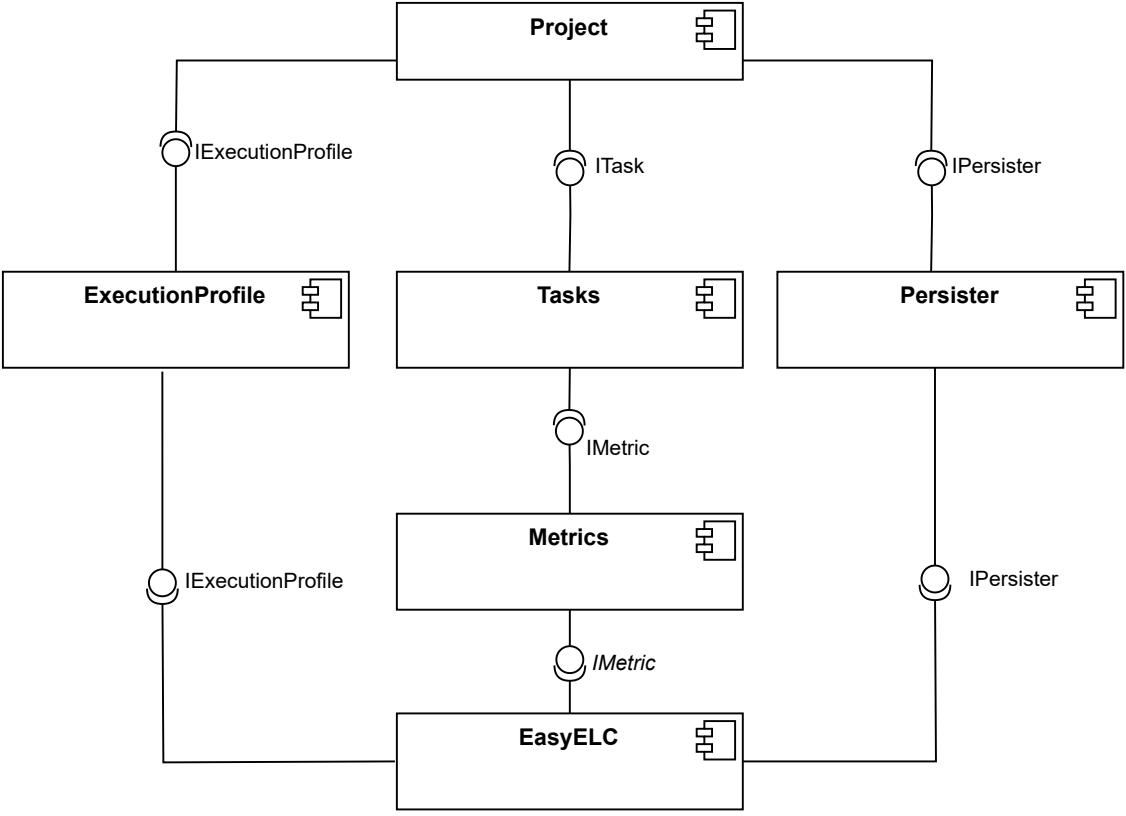 Project
IExecutionProfile
ITask
IPersister
ExecutionProfile
Tasks
Persister
IMetric
Metrics
IExecutionProfile
IPersister
IMetric
EasyELC